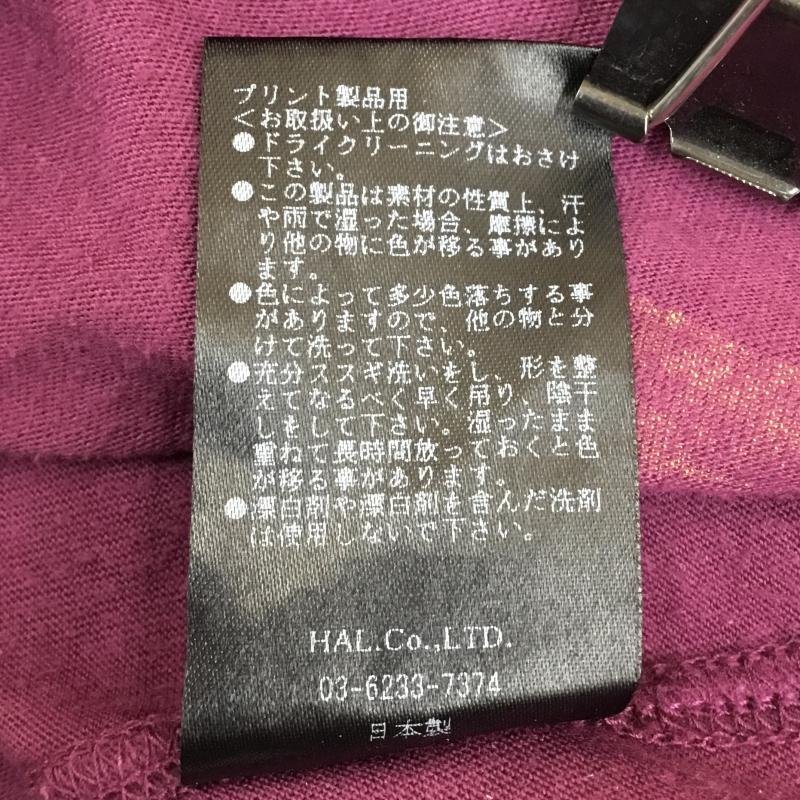 プリント製品用
<お取扱い上の御注意>
●ドライクリーニングはおさけ
下さい。
●この製品は素材の性質上、汗
や雨で湿った場合、摩擦によ
り他の物に色が移る事があり
ます。
●色によって多少色落ちする事
がありますので、他の物と分
けて洗って下さい。
●充分ススギ洗いをし、形を整
えてなるべく早く吊り、陰干
しをして下さい。湿ったまま
重ねて長時間放っておくと色
が移る事があります。
●漂白剤や漂白剤を含んだ洗剤
は使用しないで下さい。
HAL.Co.,LTD.
03-6233-7374
日本製